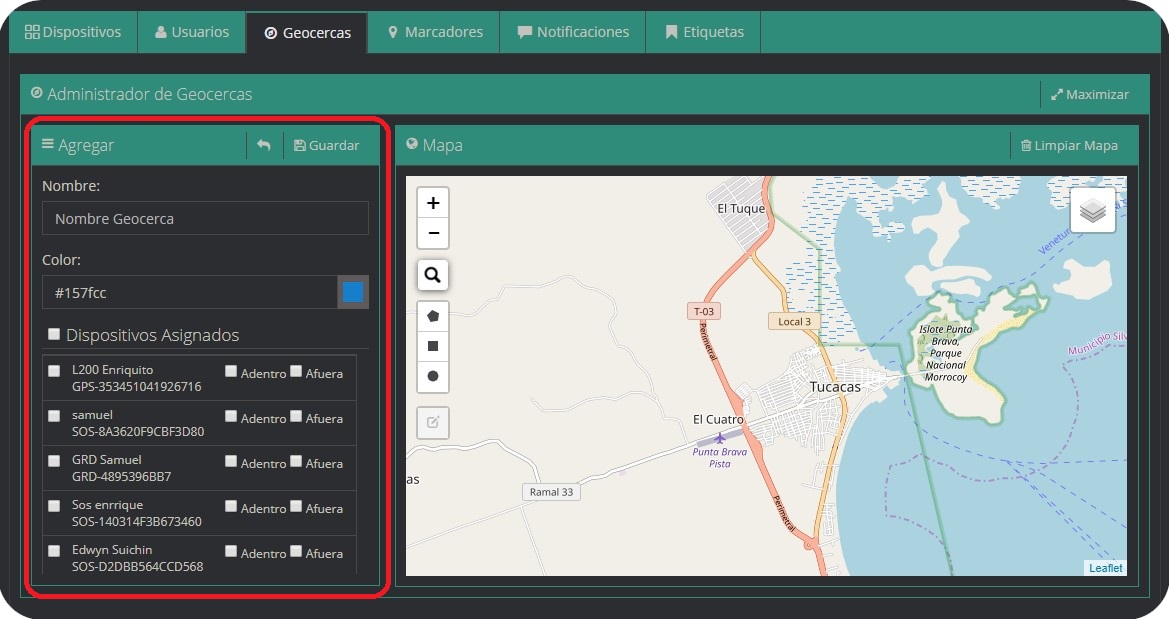 Dispositivos
Usuarios
Geocercas
Marcadores
Notificaciones
Etiquetas
Administrador de Geocercas
Maximizar
Agregar
Guardar
Nombre:
Nombre Geocerca
Color:
#157fcc
Dispositivos Asignados
L200 Enriquito
GPS-353451041926716
Adentro
Afuera
samuel
SOS-8A3620F9CBF3D80
Adentro
Afuera
GRD Samuel
GRD-4895396BB7
Adentro
Afuera
Sos enrrique
SOS-140314F3B673460
Adentro
Afuera
Edwyn Suichin
SOS-D2DBB564CCD568
Adentro
Afuera
Mapa
Limpiar Mapa
+
−
El Tuque
T-03
Perimetral
Local 3
Islote Punta
Brava,
Parque
Nacional
Morrocoy
Tucacas
El Cuatro
Punta Brava
Pista
as
Ramal 33
Perimetral
Municipio Silv
Leaflet